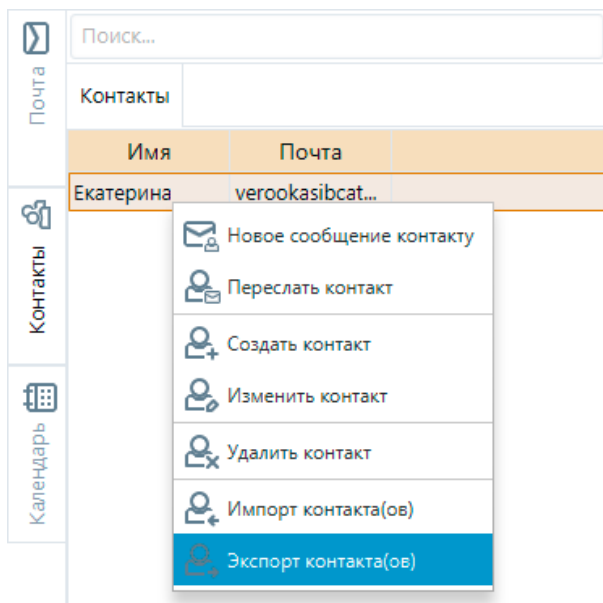 Почта
Контакты
Календарь
Поиск...
Контакты
Имя Почта
Екатерина verookasibcat...
Новое сообщение контакту
Переслать контакт
Создать контакт
Изменить контакт
Удалить контакт
Импорт контакта(ов)
Экспорт контакта(ов)